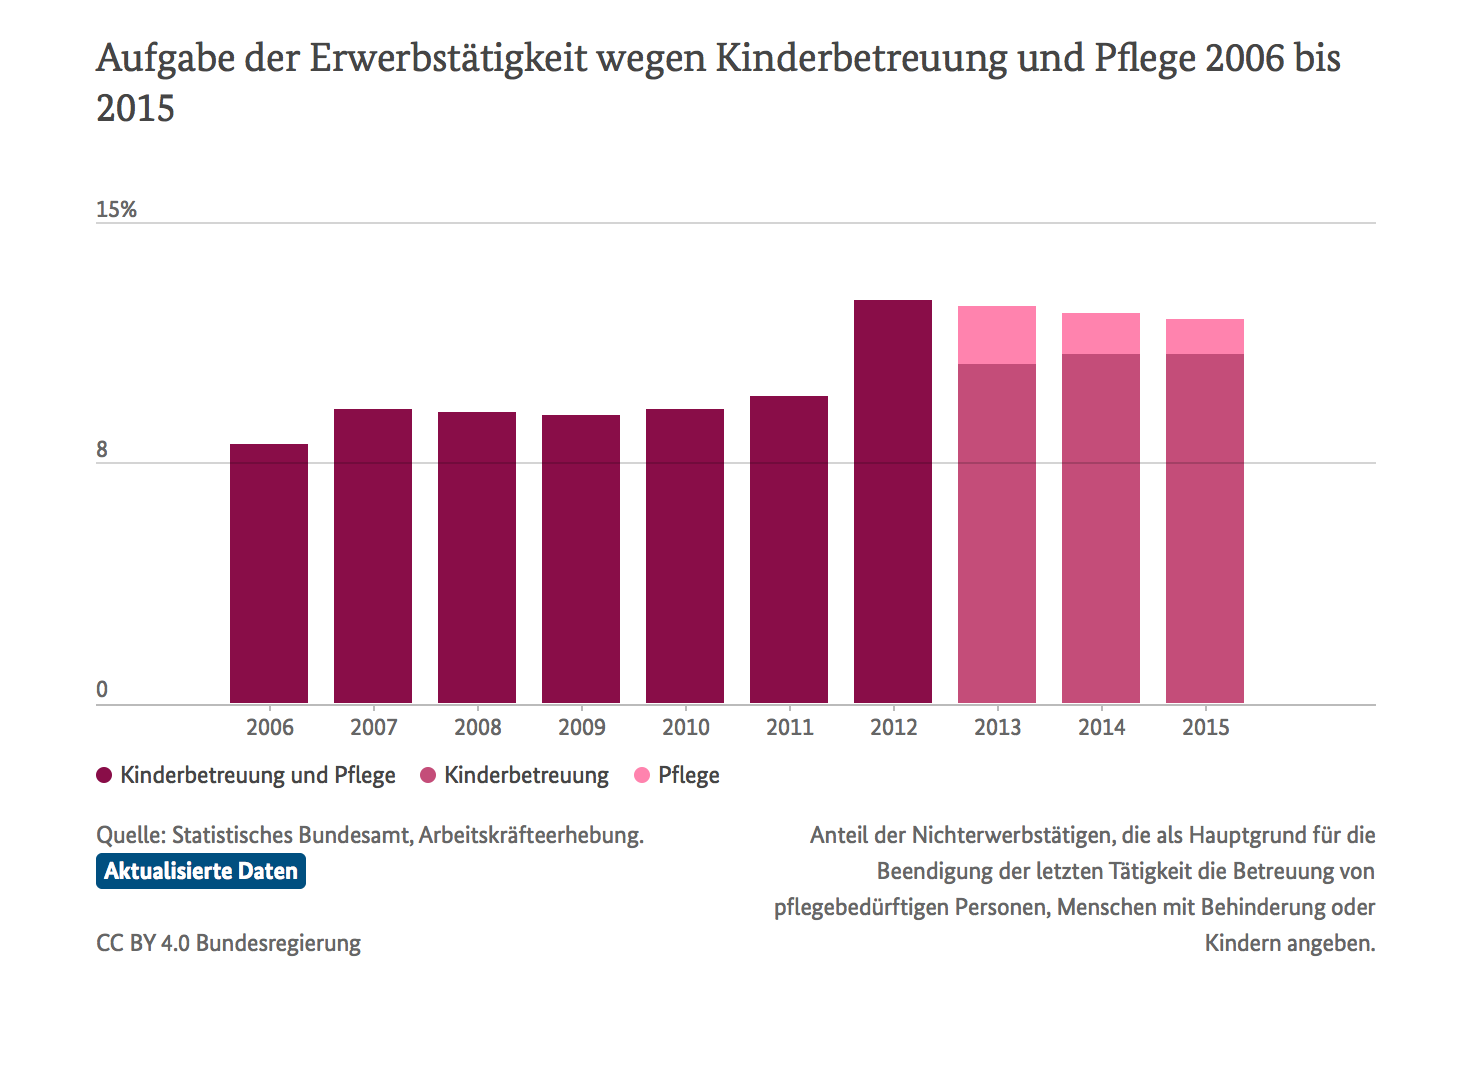 Aufgabe der Erwerbstätigkeit wegen Kinderbetreuung und Pflege 2006 bis
2015
15%
8
0
2006 2007 2008 2009 2010 2011 2012 2013 2014 2015
Kinderbetreuung und Pflege Kinderbetreuung Pflege
Quelle: Statistisches Bundesamt, Arbeitskräfteerhebung.
Aktualisierte Daten
CC BY 4.0 Bundesregierung
Anteil der Nichterwerbstätigen, die als Hauptgrund für die
Beendigung der letzten Tätigkeit die Betreuung von
pflegebedürftigen Personen, Menschen mit Behinderung oder
Kindern angeben.